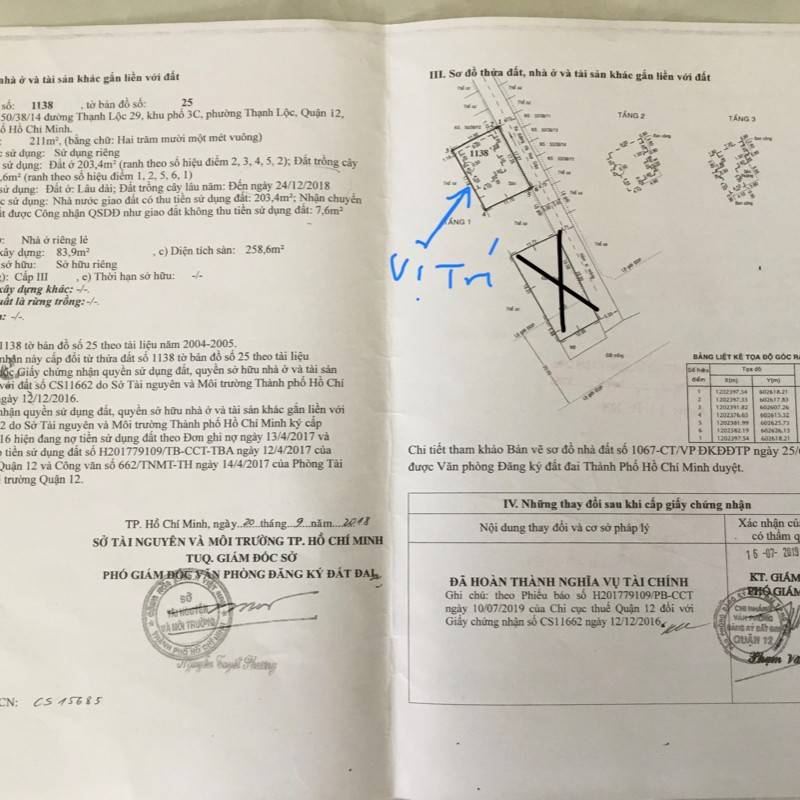 nhà ở và tài sản khác gắn liền với đất
số: 1138 , tờ bản đồ số: 25
50/38/14 đường Thạnh Lộc 29, khu phố 3C, phường Thạnh Lộc, Quận 12,
Hồ Chí Minh.
211m², (bằng chữ: Hai trăm mười một mét vuông)
sử dụng: Sử dụng riêng
sử dụng: Đất ở 203,4m² (ranh theo số hiệu điểm 2, 3, 4, 5, 2); Đất trồng cây
,6m² (ranh theo số hiệu điểm 1, 2, 5, 6, 1)
sử dụng: Đất ở: Lâu dài; Đất trồng cây lâu năm: Đến ngày 24/12/2018
sử dụng: Nhà nước giao đất có thu tiền sử dụng đất: 203,4m²; Nhận chuyển
đất được Công nhận QSDĐ như giao đất không thu tiền sử dụng đất: 7,6m²
Nhà ở riêng lẻ
xây dựng: 83,9m² , c) Diện tích sàn: 258,6m²
sở hữu: Sở hữu riêng
): Cấp III , e) Thời hạn sở hữu: -/-
xây dựng khác: -/-.
xuất là rừng trồng:-/-.
: -/-.
1138 tờ bản đồ số 25 theo tài liệu năm 2004-2005.
nhận này cấp đổi từ thửa đất số 1138 tờ bản đồ số 25 theo tài liệu
Giấy chứng nhận quyền sử dụng đất, quyền sở hữu nhà ở và tài sản
với đất số CS11662 do Sở Tài nguyên và Môi trường Thành phố Hồ Chí
ngày 12/12/2016.
nhận quyền sử dụng đất, quyền sở hữu nhà ở và tài sản khác gắn liền với
2 do Sở Tài nguyên và Môi trường Thành phố Hồ Chí Minh ký cấp
16 hiện đang nợ tiền sử dụng đất theo Đơn ghi nợ ngày 13/4/2017 và
tiền sử dụng đất số H201779109/TB-CCT-TBA ngày 12/4/2017 của
Quận 12 và Công văn số 662/TNMT-TH ngày 14/4/2017 của Phòng Tài
trường Quận 12.
TP. Hồ Chí Minh, ngày 20 tháng 9 năm 2018
SỞ TÀI NGUYÊN VÀ MÔI TRƯỜNG TP. HỒ CHÍ MINH
TUQ. GIÁM ĐỐC SỞ
PHÓ GIÁM ĐỐC VĂN PHÒNG ĐĂNG KÝ ĐẤT ĐAI
SỞ
TÀI NGUYÊN
VÀ MÔI TRƯỜNG
THÀNH PHỐ HỒ CHÍ MINH
Nguyễn Tuyết Phương
CN: CS 15685
III. Sơ đồ thửa đất, nhà ở và tài sản khác gắn liền với đất
TẦNG 2
TẦNG 3
1138
TẦNG 1
Vị Trí
BẢNG LIỆT KÊ TỌA ĐỘ GÓC RA
Số hiệu điểm
Tọa độ
X(m) Y(m)
1 1202397.54 602618.21
2 1202397.33 602617.83
3 1202391.82 602607.26
4 1202376.65 602615.32
5 1202381.99 602625.73
6 1202382.19 602626.13
1 1202397.54 602618.21
Chi tiết tham khảo Bản vẽ sơ đồ nhà đất số 1067-CT/VP ĐKĐĐTP ngày 25/
được Văn phòng Đăng ký đất đai Thành Phố Hồ Chí Minh duyệt.
IV. Những thay đổi sau khi cấp giấy chứng nhận
Nội dung thay đổi và cơ sở pháp lý
Xác nhận củ
có thẩm q
16 -07- 2019
ĐÃ HOÀN THÀNH NGHĨA VỤ TÀI CHÍNH
Ghi chú: theo Phiếu báo số H201779109/PB-CCT
ngày 10/07/2019 của Chi cục thuế Quận 12 đối với
Giấy chứng nhận số CS11662 ngày 12/12/2016.
KT. GIÁM
PHÓ GIÁM
CHI NHÁNH
VĂN PHÒNG
ĐĂNG KÝ ĐẤT ĐAI
QUẬN 12
Phạm Vă